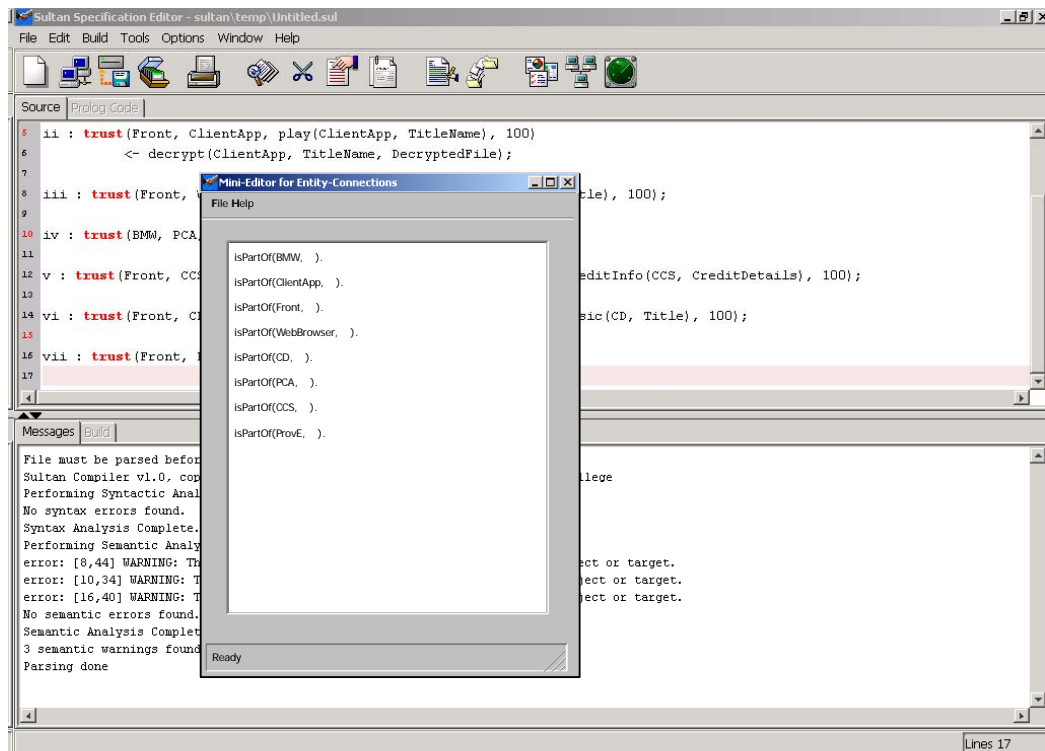 Sultan Specification Editor - sultan\temp\Untitled.sul
File Edit Build Tools Options Window Help
Source Prolog Code
5 ii : trust(Front, ClientApp, play(ClientApp, TitleName), 100)
6 <- decrypt(ClientApp, TitleName, DecryptedFile);
7
8 iii : trust(Front, tle), 100);
9
10 iv : trust(BMW, PCA,
11
12 v : trust(Front, CCS editInfo(CCS, CreditDetails), 100);
13
14 vi : trust(Front, C sic(CD, Title), 100);
15
16 vii : trust(Front,
17
Mini-Editor for Entity-Connections
File Help
isPartOf(BMW, ).
isPartOf(ClientApp, ).
isPartOf(Front, ).
isPartOf(WebBrowser, ).
isPartOf(CD, ).
isPartOf(PCA, ).
isPartOf(CCS, ).
isPartOf(ProvE, ).
Ready
Messages Build
File must be parsed befor
Sultan Compiler v1.0, cop llege
Performing Syntactic Anal
No syntax errors found.
Syntax Analysis Complete.
Performing Semantic Analy
error: [8,44] WARNING: Th ect or target.
error: [10,34] WARNING: T ject or target.
error: [16,40] WARNING: T ject or target.
No semantic errors found.
Semantic Analysis Complet
3 semantic warnings found
Parsing done
Lines 17